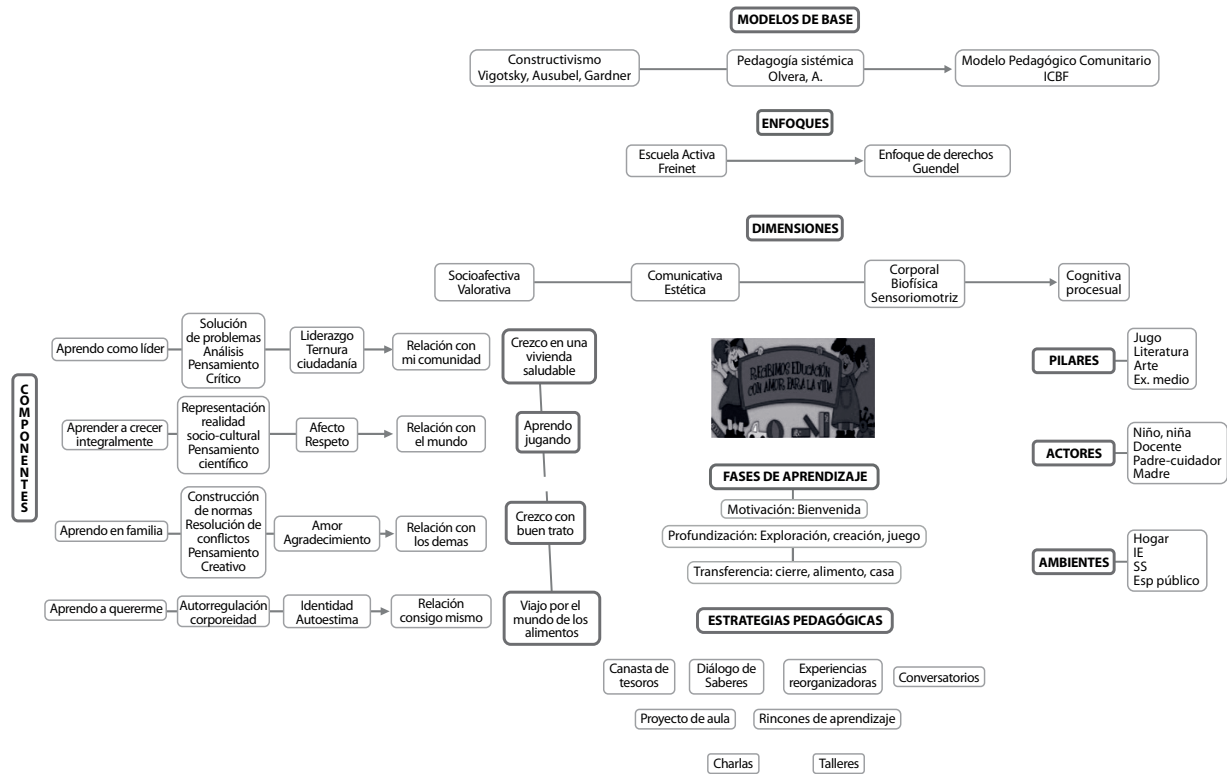 MODELOS DE BASE
Constructivismo
Vigotsky, Ausubel, Gardner
Pedagogía sistémica
Olvera, A.
Modelo Pedagógico Comunitario
ICBF
ENFOQUES
Escuela Activa
Freinet
Enfoque de derechos
Guendel
DIMENSIONES
Socioafectiva
Valorativa
Comunicativa
Estética
Corporal
Biofísica
Sensoriomotriz
Cognitiva
procesual
COMPONENTES
Aprendo como líder
Solución
de problemas
Análisis
Pensamiento
Crítico
Liderazgo
Ternura
ciudadanía
Relación con
mi comunidad
Aprender a crecer
integralmente
Representación
realidad
socio-cultural
Pensamiento
científico
Afecto
Respeto
Relación con
el mundo
Aprendo en familia
Construcción
de normas
Resolución de
conflictos
Pensamiento
Creativo
Amor
Agradecimiento
Relación con
los demas
Aprendo a quererme
Autorregulación
corporeidad
Identidad
Autoestima
Relación
consigo mismo
Crezco en una
vivienda
saludable
Aprendo
jugando
Crezco con
buen trato
Viajo por el
mundo de los
alimentos
RECIBIMOS EDUCACIÓN
CON AMOR PARA LA VIDA
FASES DE APRENDIZAJE
Motivación: Bienvenida
Profundización: Exploración, creación, juego
Transferencia: cierre, alimento, casa
ESTRATEGIAS PEDAGÓGICAS
Canasta de
tesoros
Diálogo de
Saberes
Experiencias
reorganizadoras
Conversatorios
Proyecto de aula
Rincones de aprendizaje
Charlas
Talleres
PILARES
Jugo
Literatura
Arte
Ex. medio
ACTORES
Niño, niña
Docente
Padre-cuidador
Madre
AMBIENTES
Hogar
IE
SS
Esp público